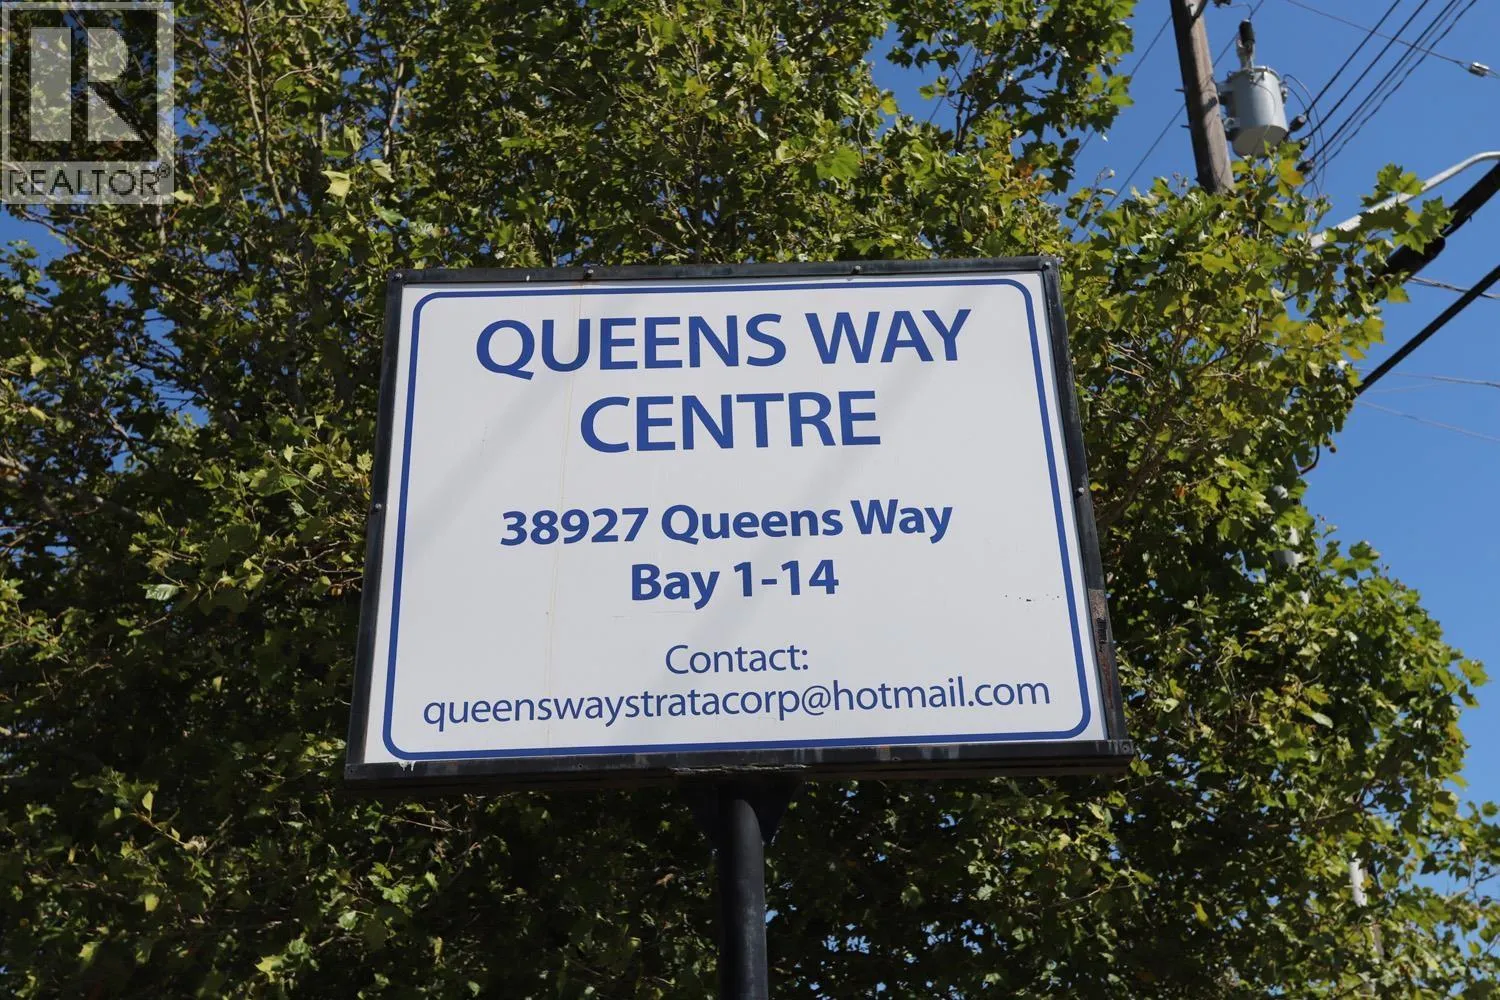 REALTOR®
QUEENS WAY
CENTRE
38927 Queens Way
Bay 1-14
Contact:
queenswaystratacorp@hotmail.com